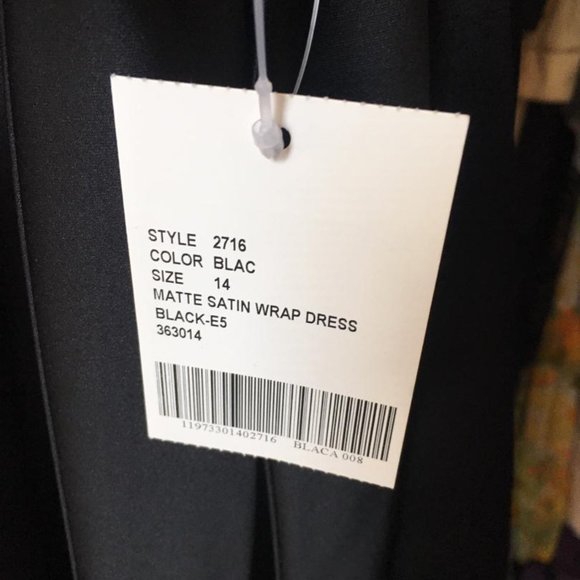 STYLE 2716
COLOR BLAC
SIZE 14
MATTE SATIN WRAP DRESS
BLACK-E5
363014
11973301402716 BLACA 008